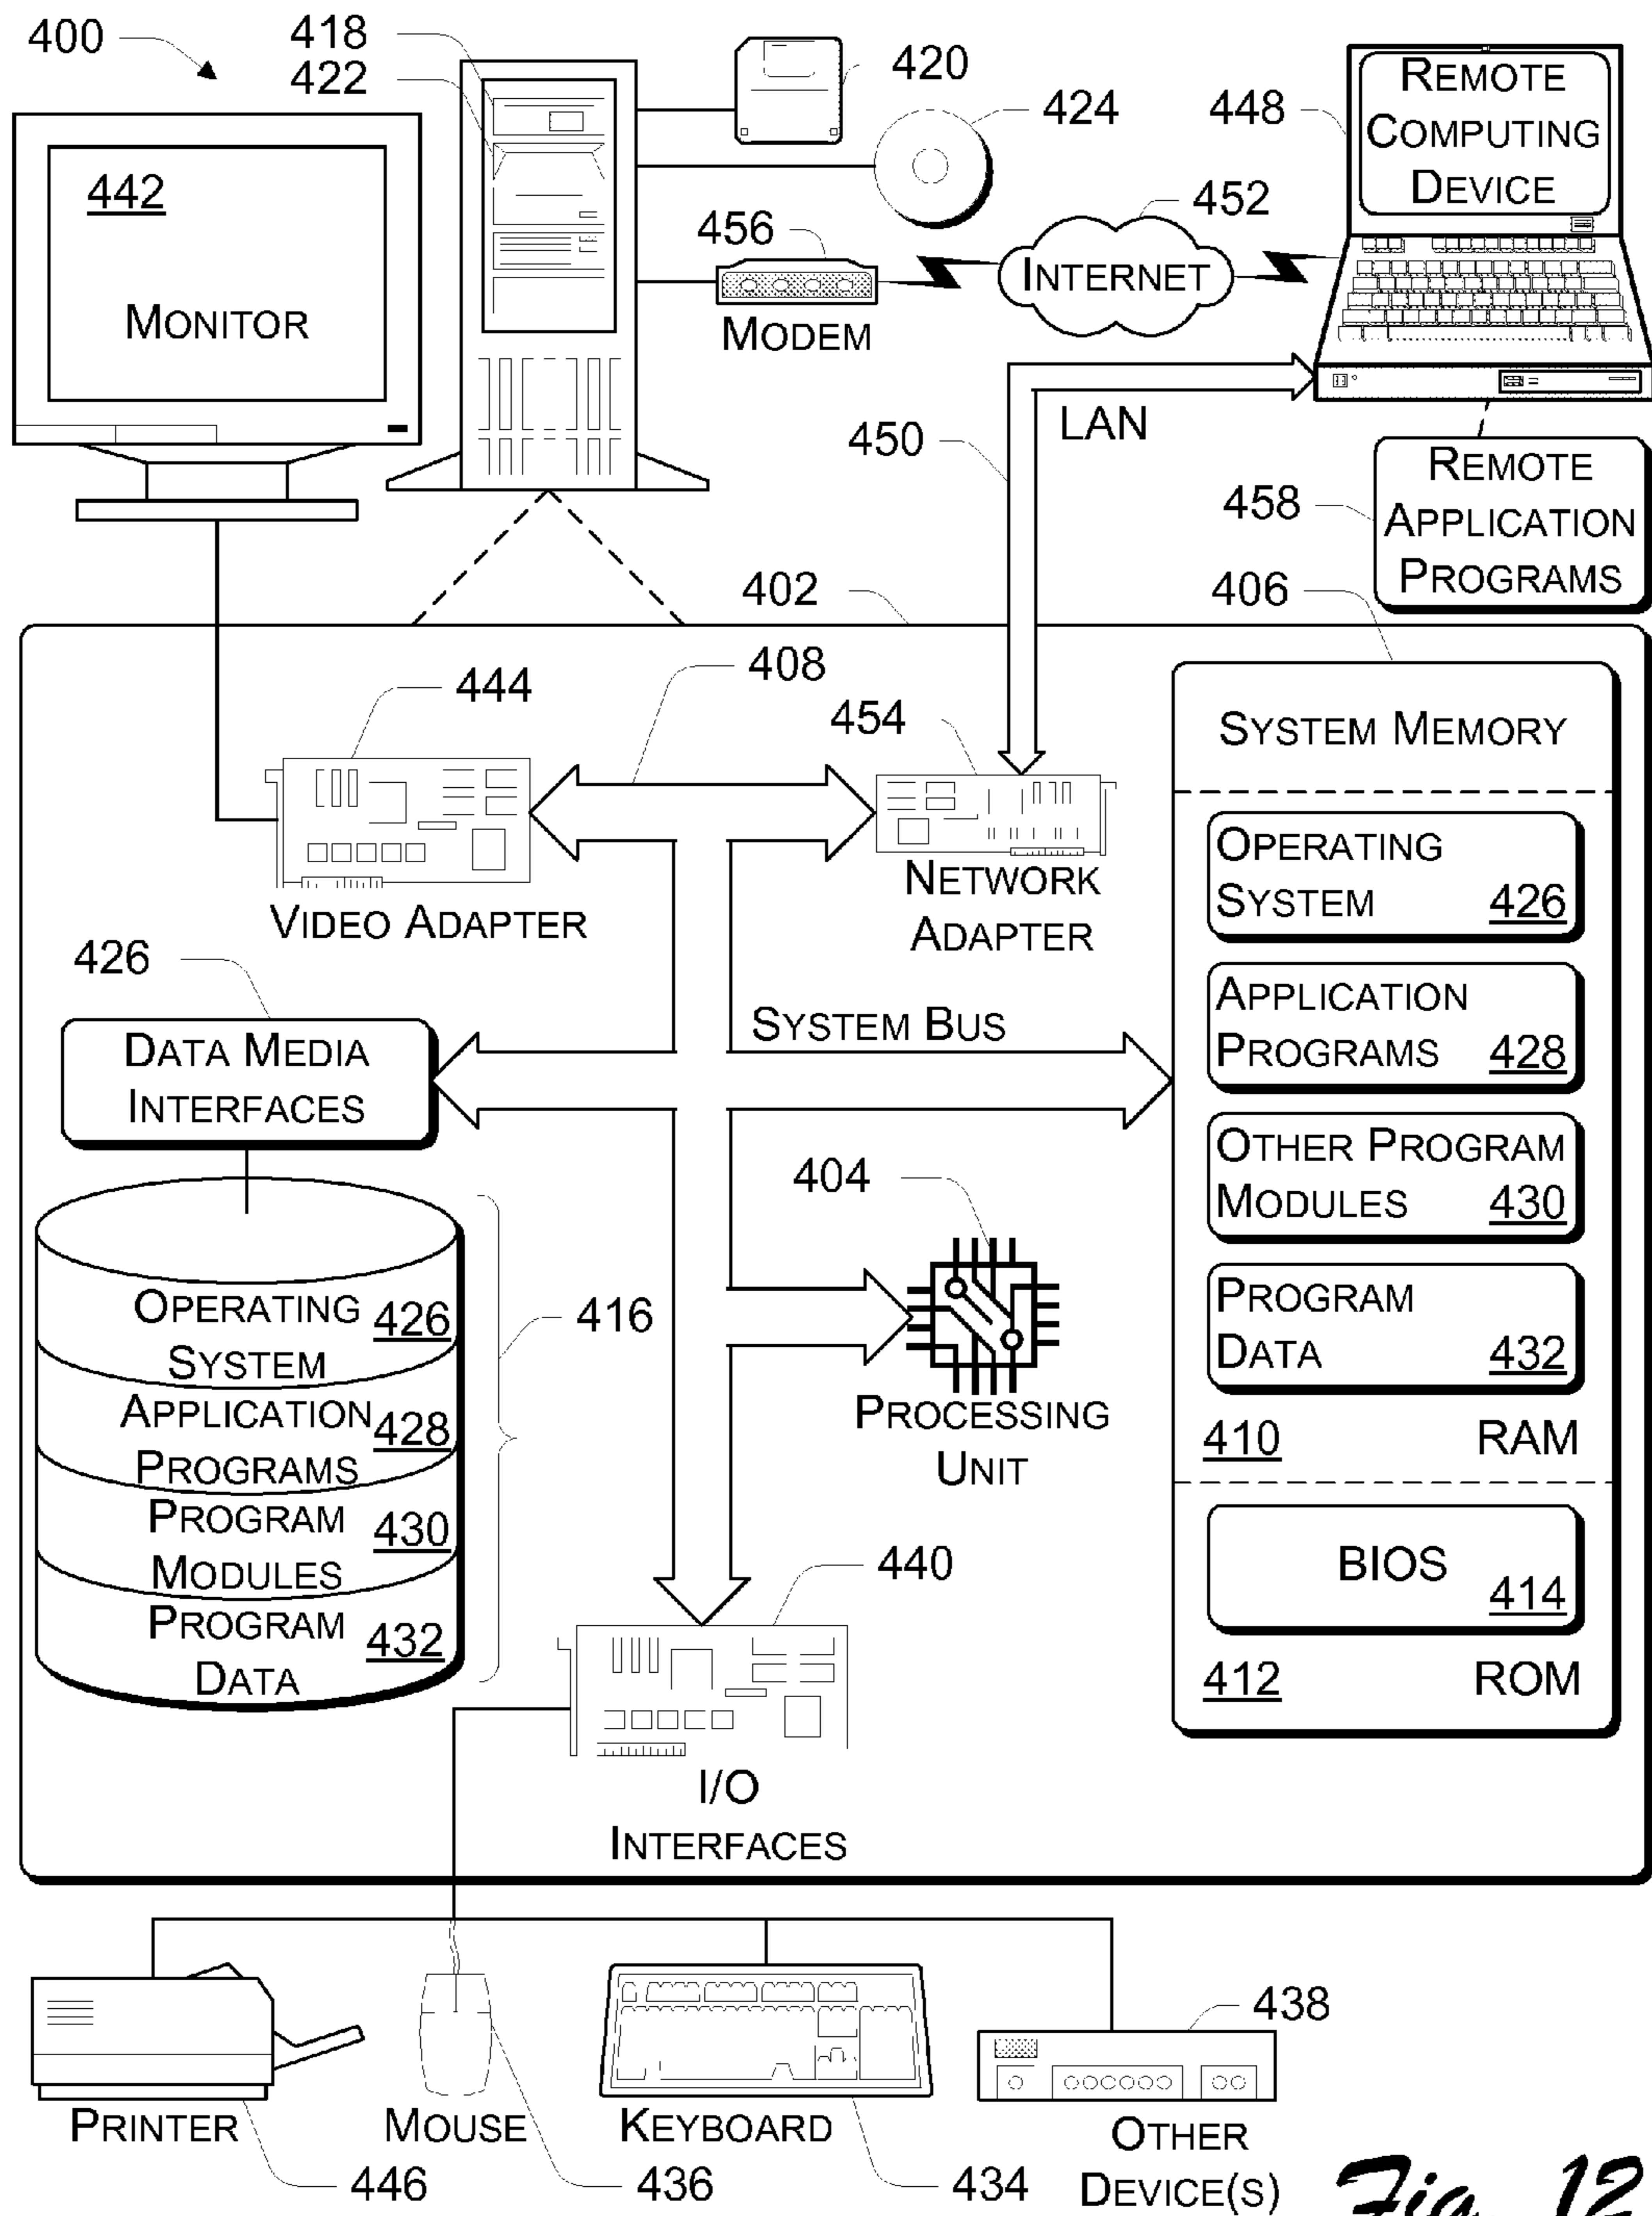 400
418
422
420
424
448
REMOTE
COMPUTING
DEVICE
442
MONITOR
456
MODEM
452
INTERNET
450
LAN
458
REMOTE
APPLICATION
PROGRAMS
402
406
444
408
454
VIDEO ADAPTER
NETWORK
ADAPTER
SYSTEM MEMORY
OPERATING
SYSTEM 426
APPLICATION
PROGRAMS 428
OTHER PROGRAM
MODULES 430
PROGRAM
DATA 432
410 RAM
BIOS
414
412 ROM
426
DATA MEDIA
INTERFACES
SYSTEM BUS
404
PROCESSING
UNIT
OPERATING 426
SYSTEM
APPLICATION 428
PROGRAMS
PROGRAM 430
MODULES
PROGRAM 432
DATA
416
440
I/O
INTERFACES
PRINTER
446
MOUSE
436
KEYBOARD
434
438
OTHER
DEVICE(S)
Fig. 12